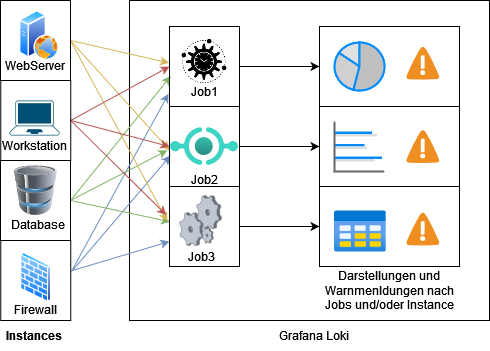 WebServer
Workstation
Database
Firewall
Instances
Job1
Job2
Job3
Darstellungen und
Warnmenldungen nach
Jobs und/oder Instance
Grafana Loki